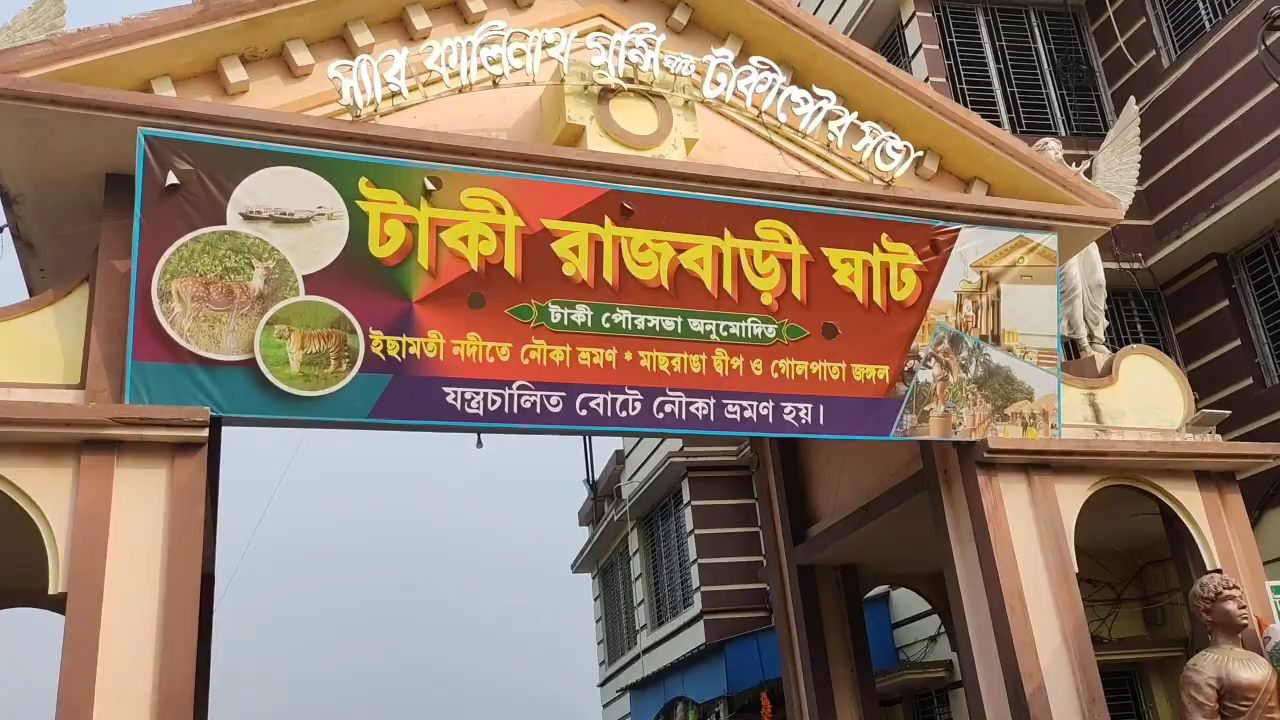 স্যার কালিনাথ মুন্সি ঘাট টাকী পৌরসভা
টাকী রাজবাড়ী ঘাট
টাকী পৌরসভা অনুমোদিত
ইছামতী নদীতে নৌকা ভ্রমণ * মাছরাঙা দ্বীপ ও গোলপাতা জঙ্গল
যন্ত্রচালিত বোটে নৌকা ভ্রমণ হয়।